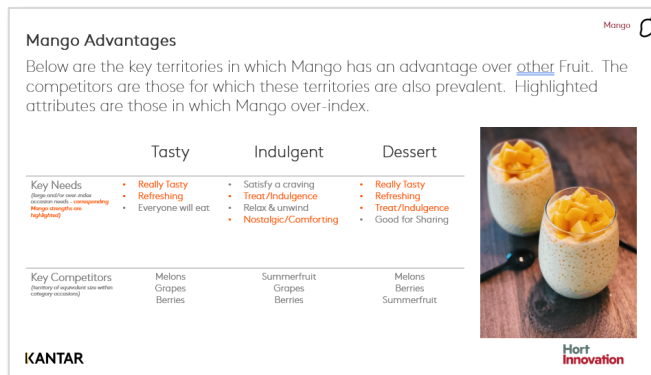 Mango
Mango Advantages
Below are the key territories in which Mango has an advantage over other Fruit. The
competitors are those for which these territories are also prevalent. Highlighted
attributes are those in which Mango over-index.
Tasty
Indulgent
Dessert
Key Needs
(large and/or over-index
occasion needs - corresponding
Mango strengths are
highlighted)
• Really Tasty
• Refreshing
• Everyone will eat
• Satisfy a craving
• Treat/Indulgence
• Relax & unwind
• Nostalgic/Comforting
• Really Tasty
• Refreshing
• Treat/Indulgence
• Good for Sharing
Key Competitors
(territory of equivalent size within
category occasions)
Melons
Grapes
Berries
Summerfruit
Grapes
Berries
Melons
Berries
Summerfruit
KANTAR
Hort
Innovation